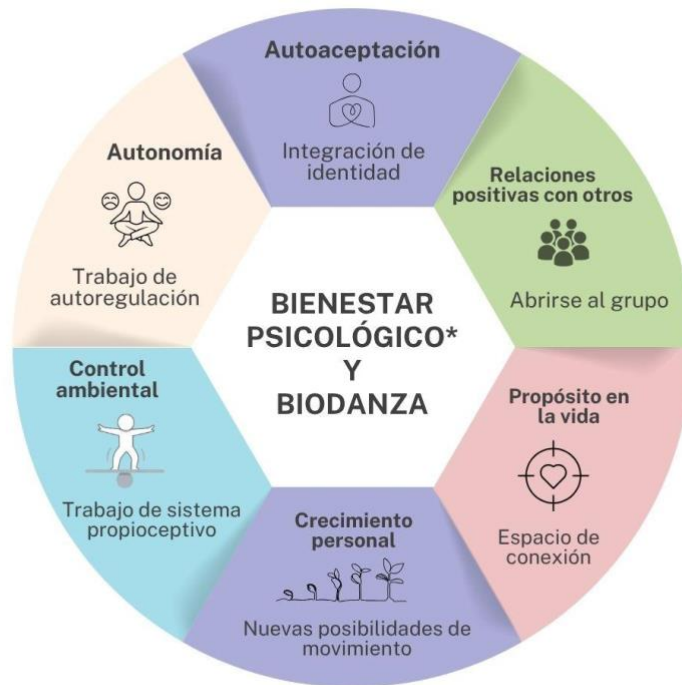 Autoaceptación
Integración de
identidad
Relaciones
positivas con otros
Abrirse al grupo
Propósito en
la vida
Espacio de
conexión
Crecimiento
personal
Nuevas posibilidades de
movimiento
Control
ambiental
Trabajo de sistema
propioceptivo
Autonomía
Trabajo de
autoregulación
BIENESTAR
PSICOLÓGICO*
Y
BIODANZA